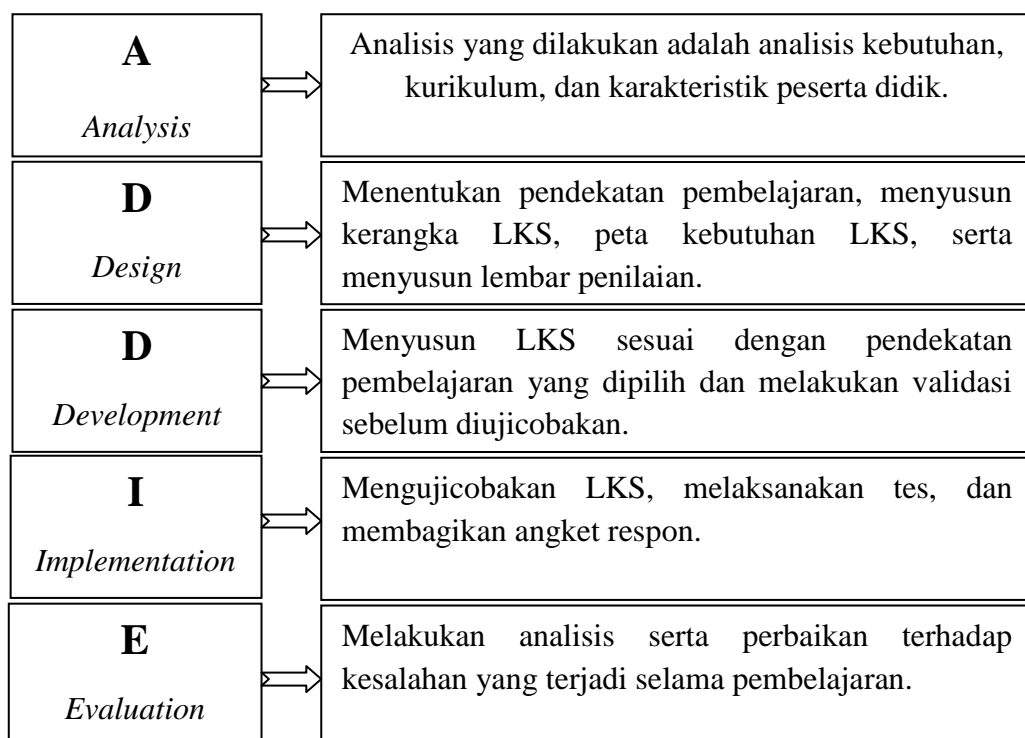 A
Analysis
Analisis yang dilakukan adalah analisis kebutuhan,
kurikulum, dan karakteristik peserta didik.
D
Design
Menentukan pendekatan pembelajaran, menyusun
kerangka LKS, peta kebutuhan LKS, serta
menyusun lembar penilaian.
D
Development
Menyusun LKS sesuai dengan pendekatan
pembelajaran yang dipilih dan melakukan validasi
sebelum diujicobakan.
I
Implementation
Mengujicobakan LKS, melaksanakan tes, dan
membagikan angket respon.
E
Evaluation
Melakukan analisis serta perbaikan terhadap
kesalahan yang terjadi selama pembelajaran.